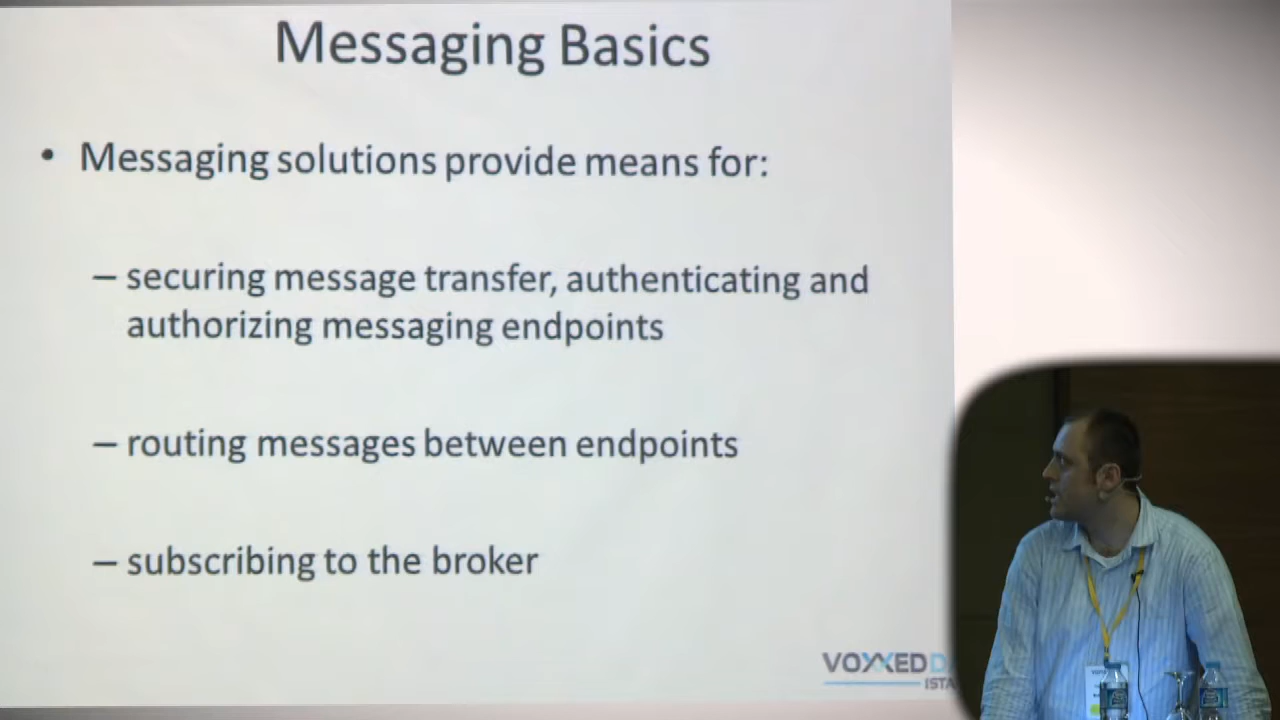 Messaging Basics
• Messaging solutions provide means for:
– securing message transfer, authenticating and
authorizing messaging endpoints
– routing messages between endpoints
– subscribing to the broker
VOXXED D
ISTA